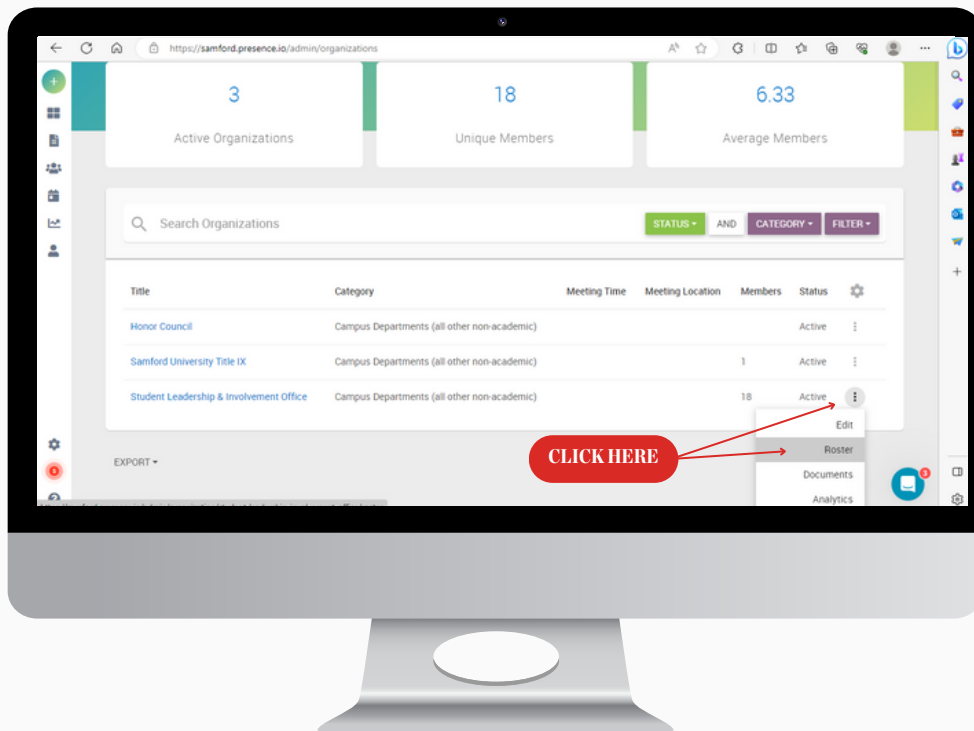 https://samford.presence.io/admin/organizations
3
Active Organizations
18
Unique Members
6.33
Average Members
Search Organizations
STATUS AND CATEGORY FILTER
Title Category Meeting Time Meeting Location Members Status
Honor Council Campus Departments (all other non-academic) Active
Samford University Title IX Campus Departments (all other non-academic) 1 Active
Student Leadership & Involvement Office Campus Departments (all other non-academic) 18 Active
Edit
Roster
Documents
Analytics
CLICK HERE
EXPORT
3